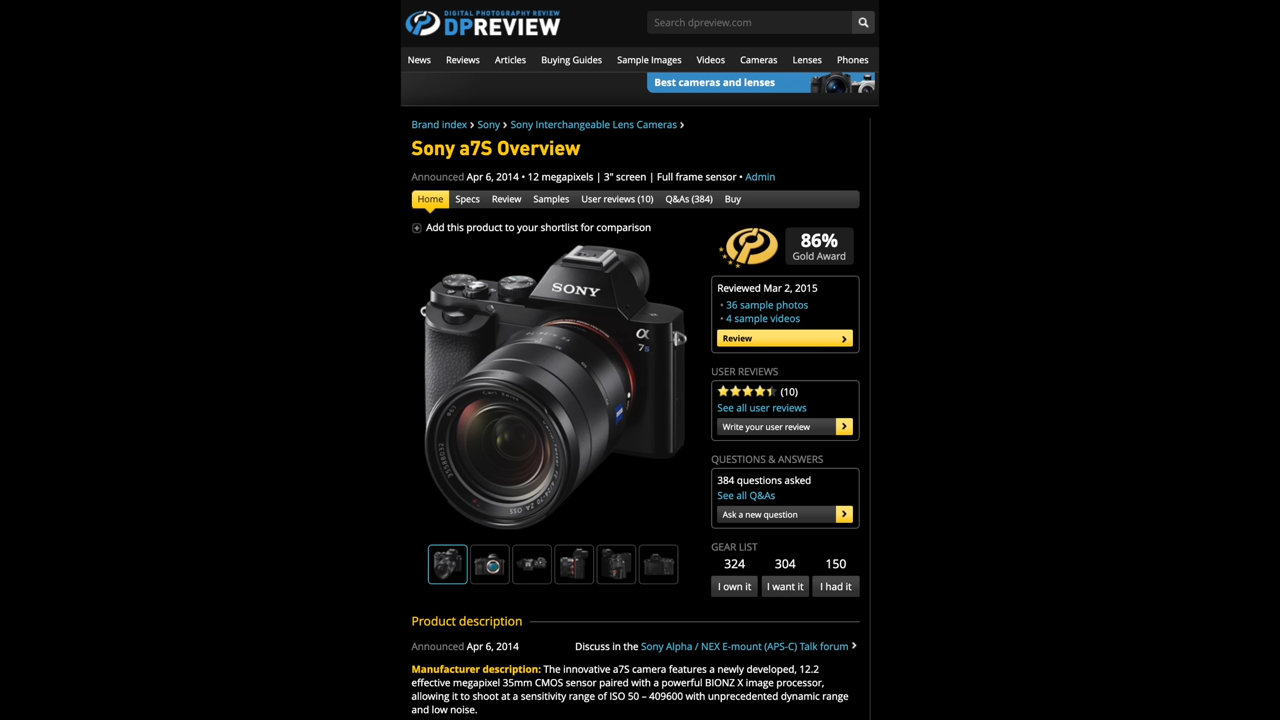 DIGITAL PHOTOGRAPHY REVIEW
DPREVIEW
Search dpreview.com
News Reviews Articles Buying Guides Sample Images Videos Cameras Lenses Phones
Best cameras and lenses
Brand index › Sony › Sony Interchangeable Lens Cameras ›
Sony a7S Overview
Announced Apr 6, 2014 • 12 megapixels | 3" screen | Full frame sensor • Admin
Home Specs Review Samples User reviews (10) Q&As (384) Buy
Add this product to your shortlist for comparison
SONY
α
7s
86%
Gold Award
Reviewed Mar 2, 2015
• 36 sample photos
• 4 sample videos
Review
USER REVIEWS
(10)
See all user reviews
Write your user review
QUESTIONS & ANSWERS
384 questions asked
See all Q&As
Ask a new question
GEAR LIST
324 304 150
I own it I want it I had it
Product description
Announced Apr 6, 2014 Discuss in the Sony Alpha / NEX E-mount (APS-C) Talk forum ›
Manufacturer description: The innovative a7S camera features a newly developed, 12.2
effective megapixel 35mm CMOS sensor paired with a powerful BIONZ X image processor,
allowing it to shoot at a sensitivity range of ISO 50 – 409600 with unprecedented dynamic range
and low noise.